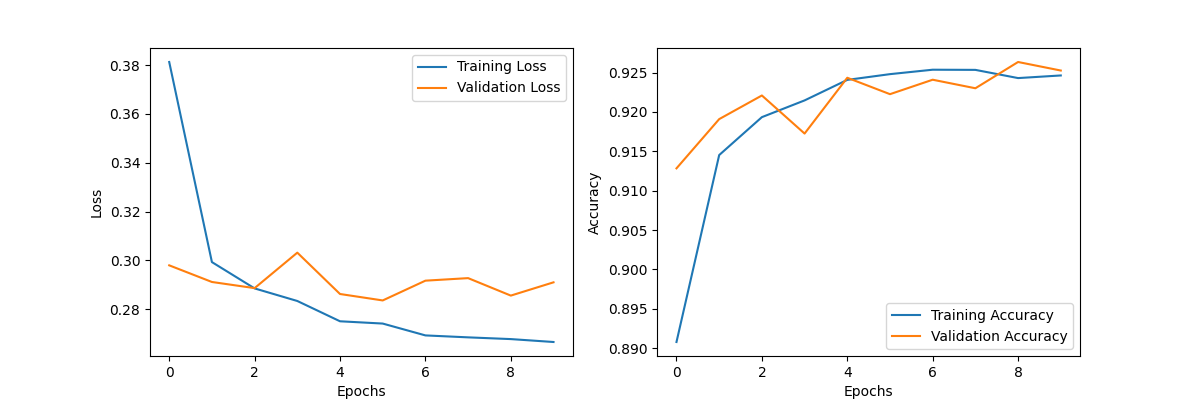 0.38
0.36
0.34
0.32
0.30
0.28
Loss
0 2 4 6 8
Epochs
Training Loss
Validation Loss
0.925
0.920
0.915
0.910
0.905
0.900
0.895
0.890
Accuracy
0 2 4 6 8
Epochs
Training Accuracy
Validation Accuracy